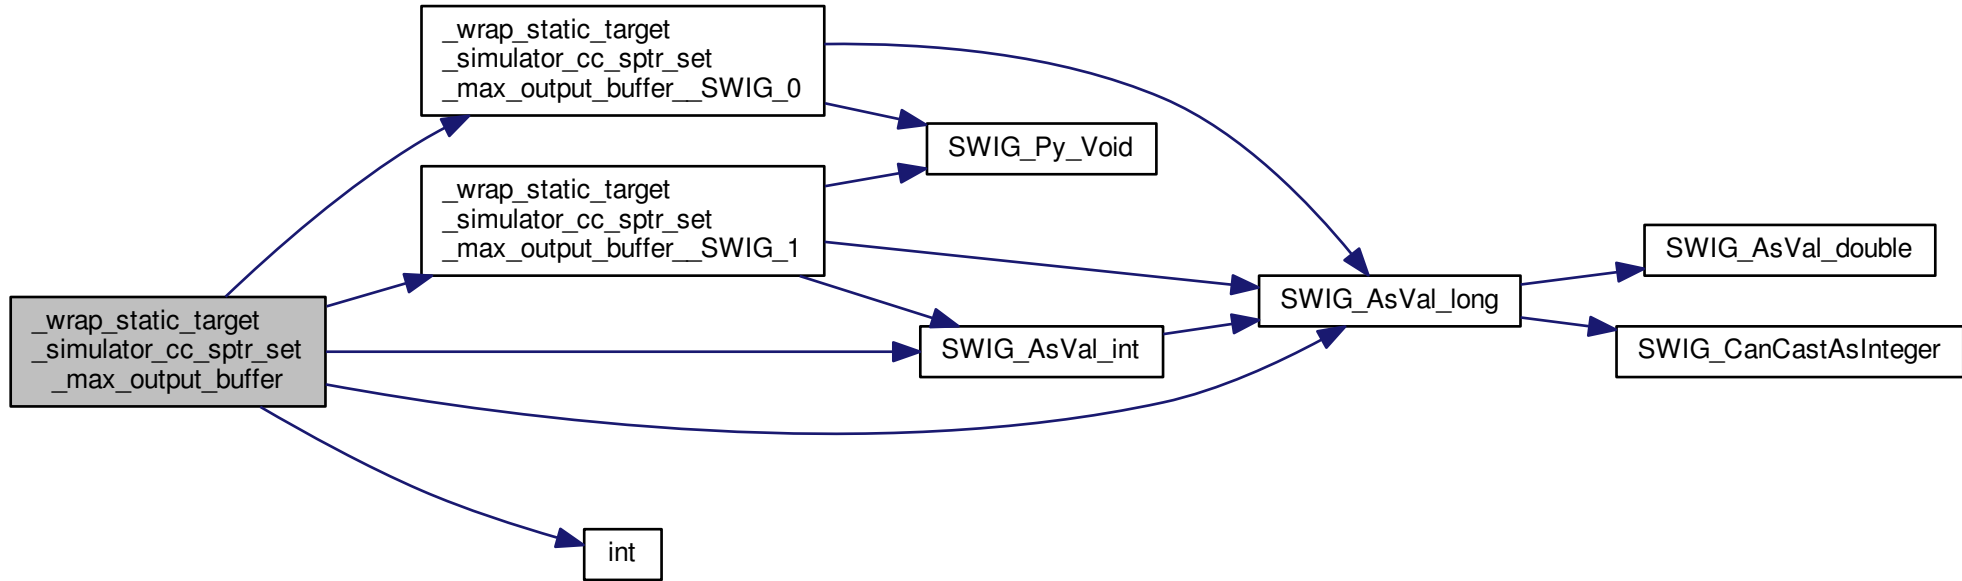 _wrap_static_target
_simulator_cc_sptr_set
_max_output_buffer__SWIG_0
SWIG_Py_Void
_wrap_static_target
_simulator_cc_sptr_set
_max_output_buffer__SWIG_1
SWIG_AsVal_double
SWIG_AsVal_long
_wrap_static_target
_simulator_cc_sptr_set
_max_output_buffer
SWIG_AsVal_int
SWIG_CanCastAsInteger
int